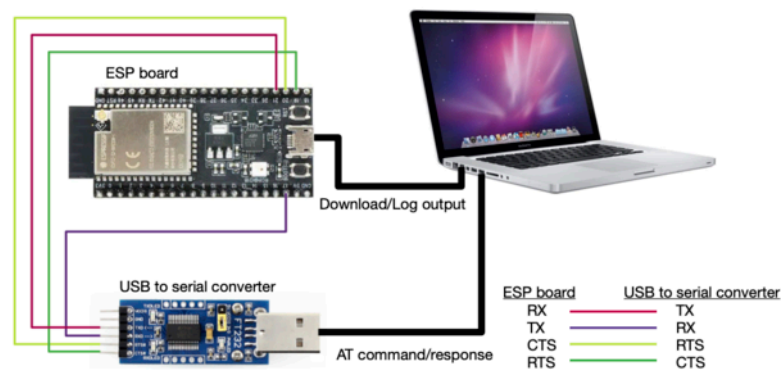 ESP board
Download/Log output
USB to serial converter
AT command/response
ESP board USB to serial converter
RX TX
TX RX
CTS RTS
RTS CTS